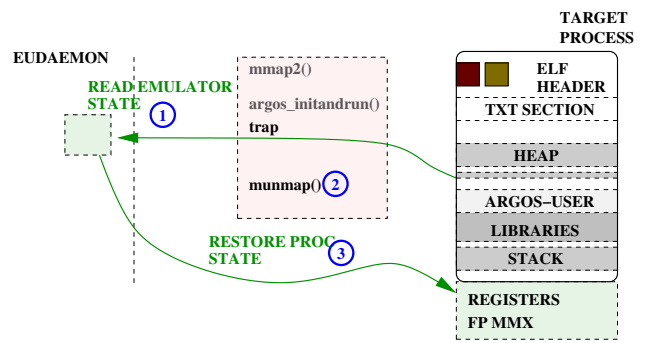 TARGET
PROCESS
EUDAEMON
mmap2()
ELF
HEADER
READ EMULATOR
STATE
1
argos_initandrun()
TXT SECTION
trap
HEAP
munmap()
2
ARGOS–USER
LIBRARIES
RESTORE PROC
STATE
3
STACK
REGISTERS
FP MMX